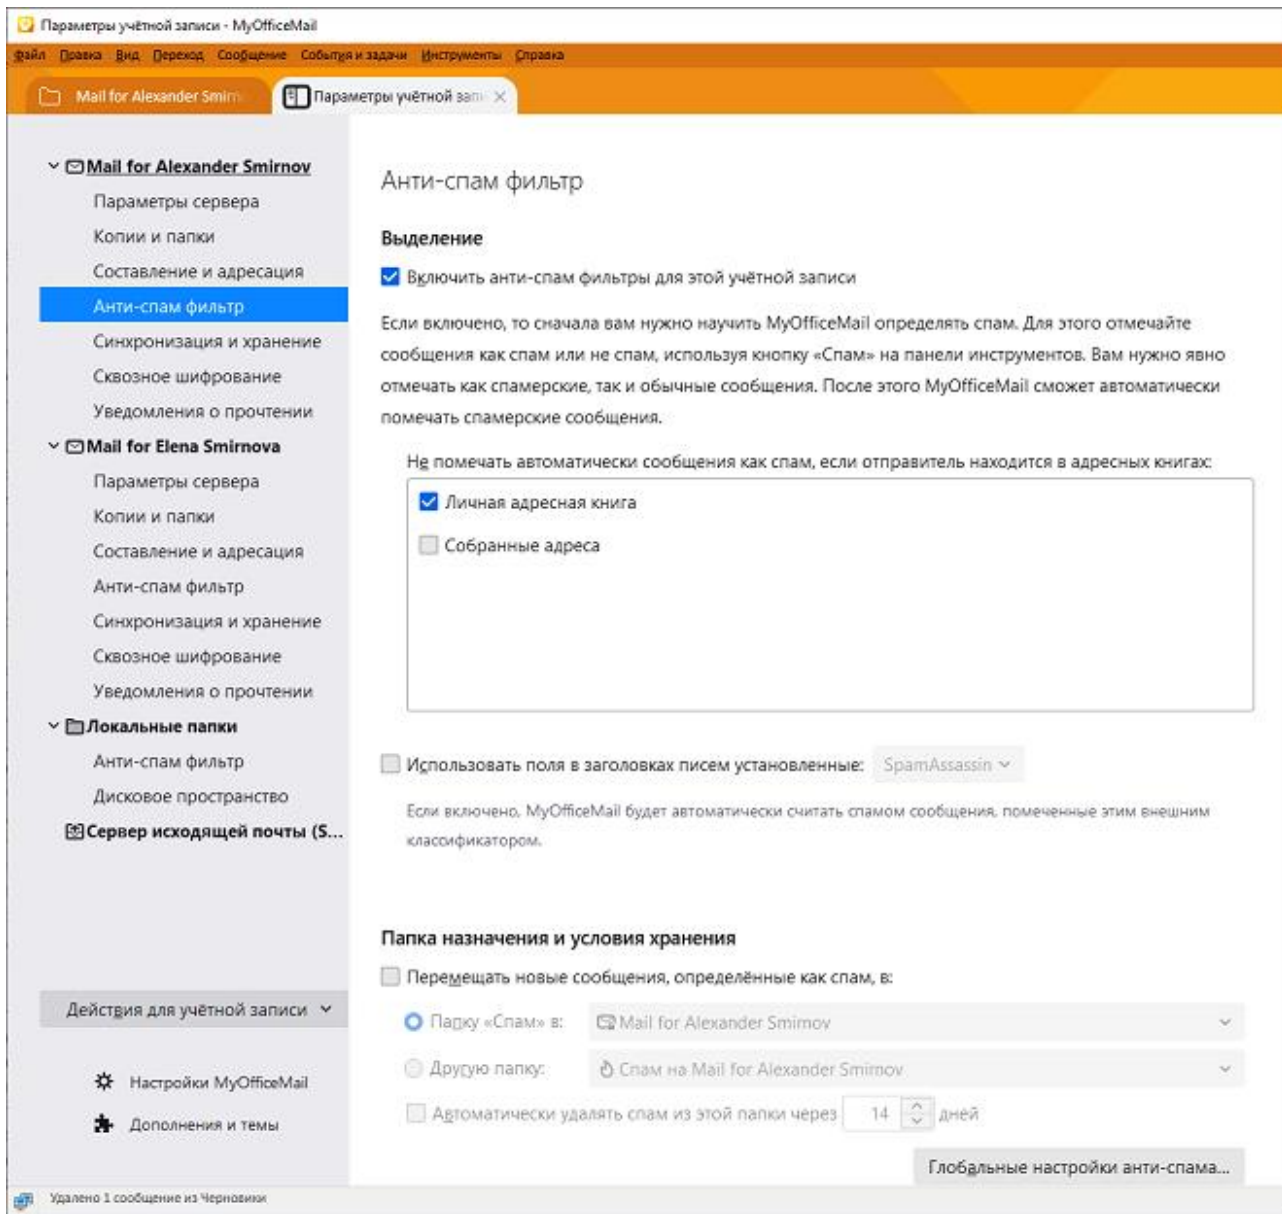 Параметры учётной записи - MyOfficeMail
Файл Правка Вид Переход Сообщение События и задачи Инструменты Справка
Mail for Alexander Smirn
Параметры учётной запи
Mail for Alexander Smirnov
Параметры сервера
Копии и папки
Составление и адресация
Анти-спам фильтр
Синхронизация и хранение
Сквозное шифрование
Уведомления о прочтении
Mail for Elena Smirnova
Параметры сервера
Копии и папки
Составление и адресация
Анти-спам фильтр
Синхронизация и хранение
Сквозное шифрование
Уведомления о прочтении
Локальные папки
Анти-спам фильтр
Дисковое пространство
Сервер исходящей почты (S...
Действия для учётной записи
Настройки MyOfficeMail
Дополнения и темы
Анти-спам фильтр
Выделение
Включить анти-спам фильтры для этой учётной записи
Если включено, то сначала вам нужно научить MyOfficeMail определять спам. Для этого отмечайте
сообщения как спам или не спам, используя кнопку «Спам» на панели инструментов. Вам нужно явно
отмечать как спамерские, так и обычные сообщения. После этого MyOfficeMail сможет автоматически
помечать спамерские сообщения.
Не помечать автоматически сообщения как спам, если отправитель находится в адресных книгах:
Личная адресная книга
Собранные адреса
Использовать поля в заголовках писем установленные: SpamAssassin
Если включено, MyOfficeMail будет автоматически считать спамом сообщения, помеченные этим внешним
классификатором.
Папка назначения и условия хранения
Перемещать новые сообщения, определённые как спам, в:
Папку «Спам» в: Mail for Alexander Smirnov
Другую папку: Спам на Mail for Alexander Smirnov
Автоматически удалять спам из этой папки через 14 дней
Глобальные настройки анти-спама...
Удалено 1 сообщение из Черновики